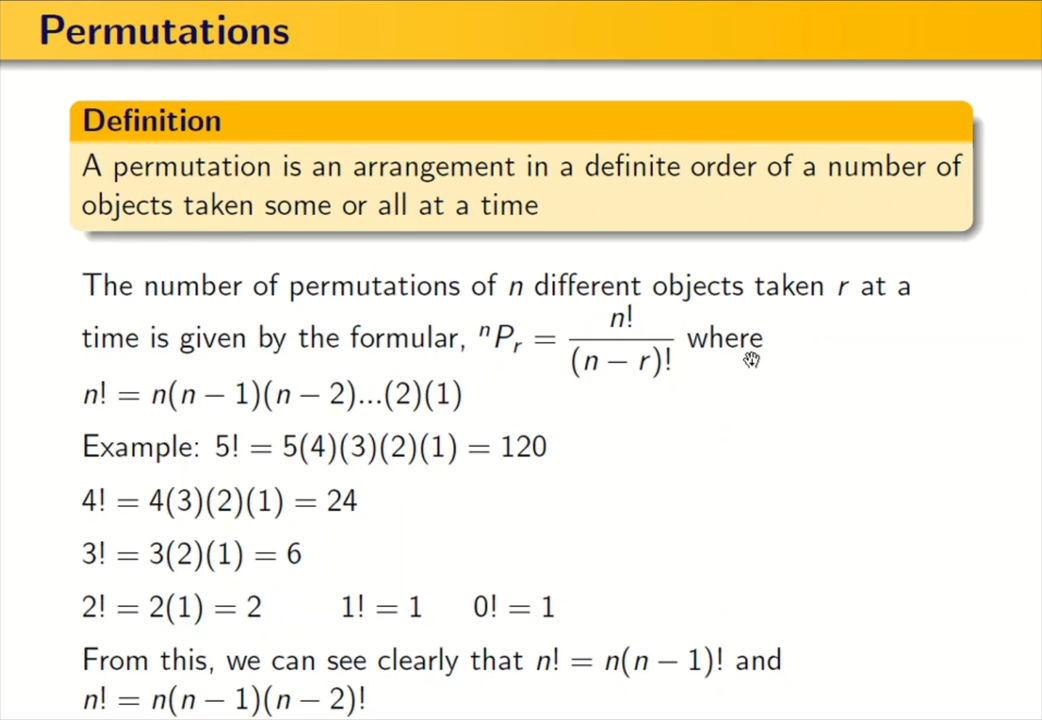 Permutations
Definition
A permutation is an arrangement in a definite order of a number of
objects taken some or all at a time
The number of permutations of n different objects taken r at a
time is given by the formular, ⁿPᵣ = n!/(n − r)! where
n! = n(n − 1)(n − 2)...(2)(1)
Example: 5! = 5(4)(3)(2)(1) = 120
4! = 4(3)(2)(1) = 24
3! = 3(2)(1) = 6
2! = 2(1) = 2 1! = 1 0! = 1
From this, we can see clearly that n! = n(n − 1)! and
n! = n(n − 1)(n − 2)!